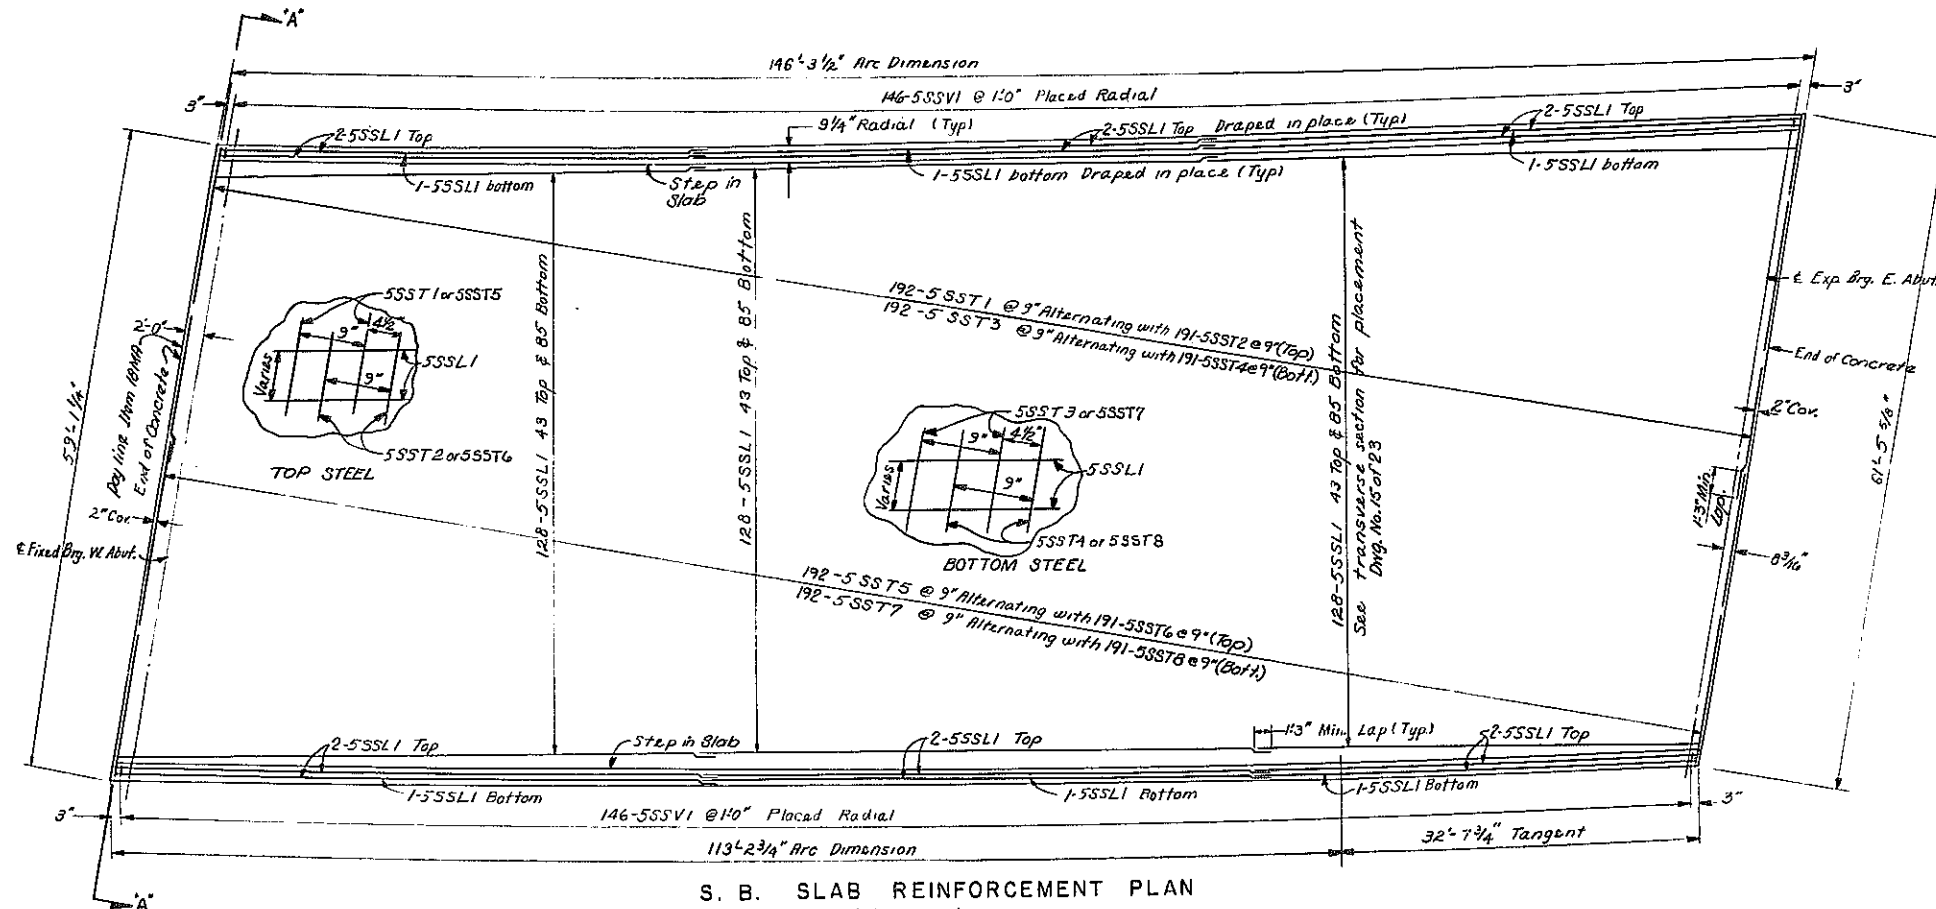 "A"
146'-3 1/2" Arc Dimension
3"
146-5SSV1 @ 1'-0" Placed Radial
3"
2-5SSL1 Top
9 1/4" Radial (Typ)
2-5SSL1 Top Draped in place (Typ)
2-5SSL1 Top
1-5SSL1 bottom
Step in
Slab
1-5SSL1 bottom Draped in place (Typ)
1-5SSL1 bottom
59'-1 1/4"
Pay line Item 18MA
End of Concrete
2'-0"
2" Cov.
℄ Fixed Brg. W. Abut.
5SST1 or 5SST5
9"
4 1/2"
Varies
5SSL1
9"
5SST2 or 5SST6
TOP STEEL
128-5SSL1 43 Top & 85 Bottom
128-5SSL1 43 Top & 85 Bottom
192-5SST1 @ 9" Alternating with 191-5SST2 @ 9" (Top)
192-5SST3 @ 9" Alternating with 191-5SST4 @ 9" (Bott.)
5SST3 or 5SST7
9"
4 1/2"
Varies
5SSL1
9"
5SST4 or 5SST8
BOTTOM STEEL
128-5SSL1 43 Top & 85 Bottom
See transverse section for placement
Dwg. No. 15 of 23
℄ Exp. Brg. E. Abut.
End of Concrete
2" Cov.
1'-3" Min.
Lap.
8 3/16"
61'-5 5/8"
192-5SST5 @ 9" Alternating with 191-5SST6 @ 9" (Top)
192-5SST7 @ 9" Alternating with 191-5SST8 @ 9" (Bott.)
2-5SSL1 Top
Step in Slab
2-5SSL1 Top
1'-3" Min. Lap (Typ.)
2-5SSL1 Top
1-5SSL1 Bottom
1-5SSL1 Bottom
1-5SSL1 Bottom
3"
146-5SSV1 @ 1'-0" Placed Radial
3"
113'-2 3/4" Arc Dimension
32'-7 3/4" Tangent
"A"
S. B. SLAB REINFORCEMENT PLAN